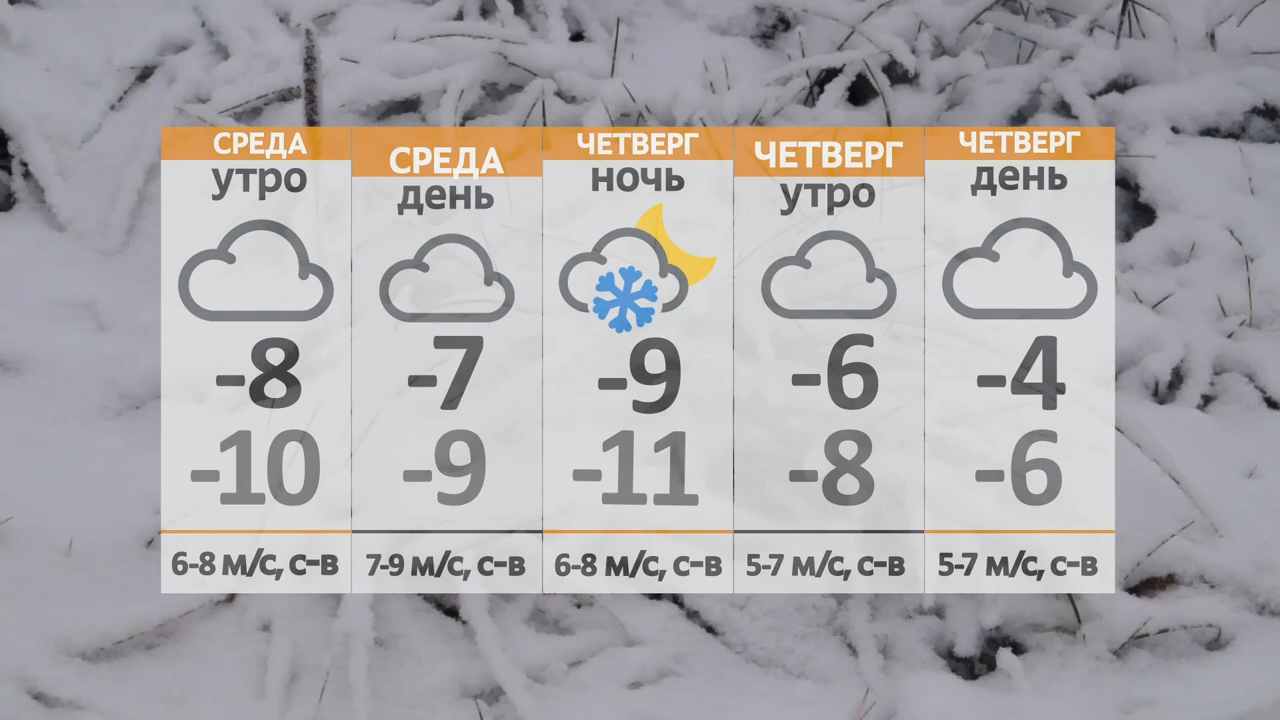 СРЕДА
утро
-8
-10
6-8 м/с, с-в
СРЕДА
день
-7
-9
7-9 м/с, с-в
ЧЕТВЕРГ
ночь
-9
-11
6-8 м/с, с-в
ЧЕТВЕРГ
утро
-6
-8
5-7 м/с, с-в
ЧЕТВЕРГ
день
-4
-6
5-7 м/с, с-в